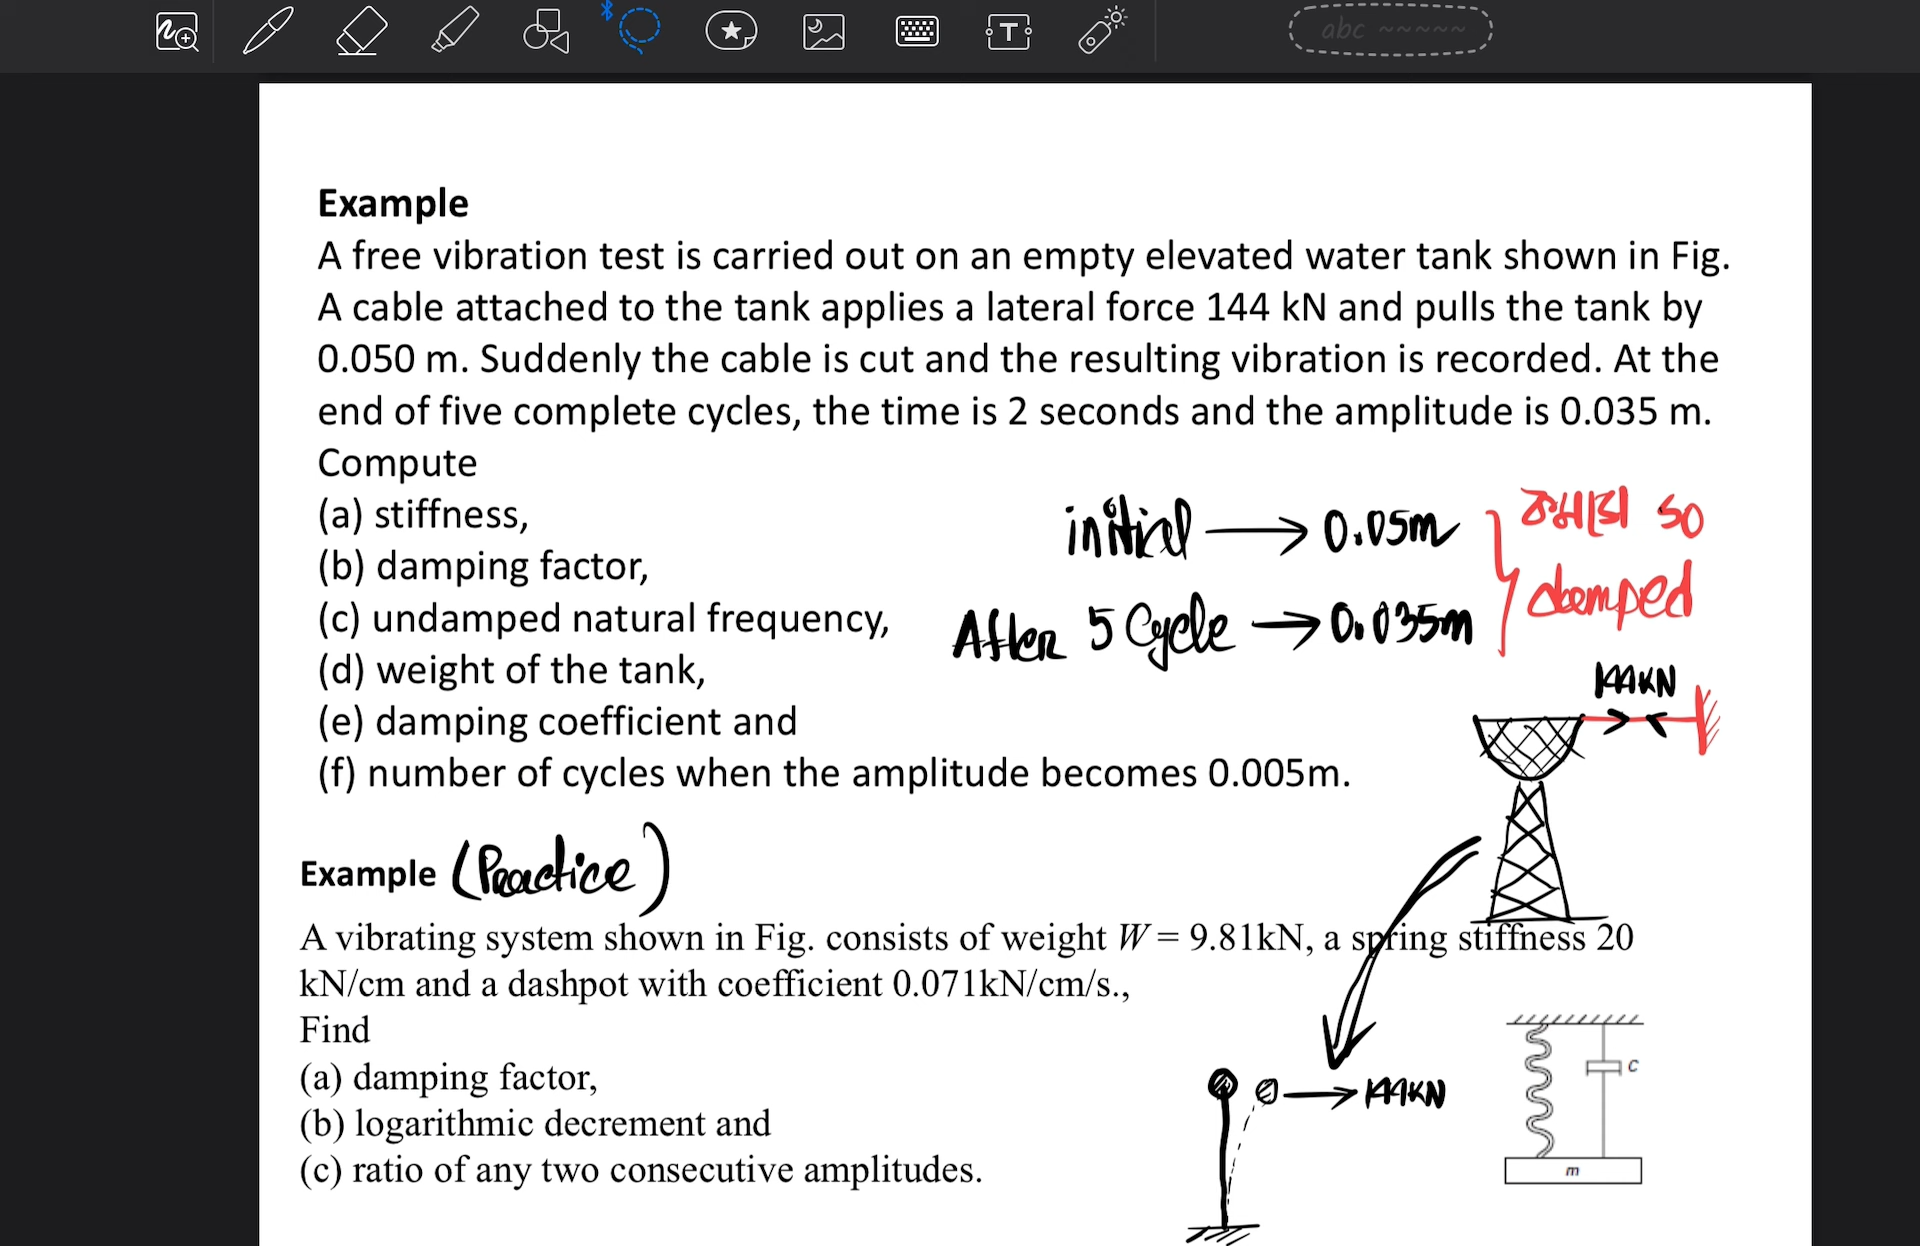 abc
Example
A free vibration test is carried out on an empty elevated water tank shown in Fig.
A cable attached to the tank applies a lateral force 144 kN and pulls the tank by
0.050 m. Suddenly the cable is cut and the resulting vibration is recorded. At the
end of five complete cycles, the time is 2 seconds and the amplitude is 0.035 m.
Compute
(a) stiffness,
(b) damping factor,
(c) undamped natural frequency,
(d) weight of the tank,
(e) damping coefficient and
(f) number of cycles when the amplitude becomes 0.005m.
initial → 0.05m
so
damped
After 5 Cycle → 0.035m
144KN
Example (Practice)
A vibrating system shown in Fig. consists of weight W = 9.81kN, a spring stiffness 20
kN/cm and a dashpot with coefficient 0.071kN/cm/s.,
Find
(a) damping factor,
(b) logarithmic decrement and
(c) ratio of any two consecutive amplitudes.
→ 144KN
c
m